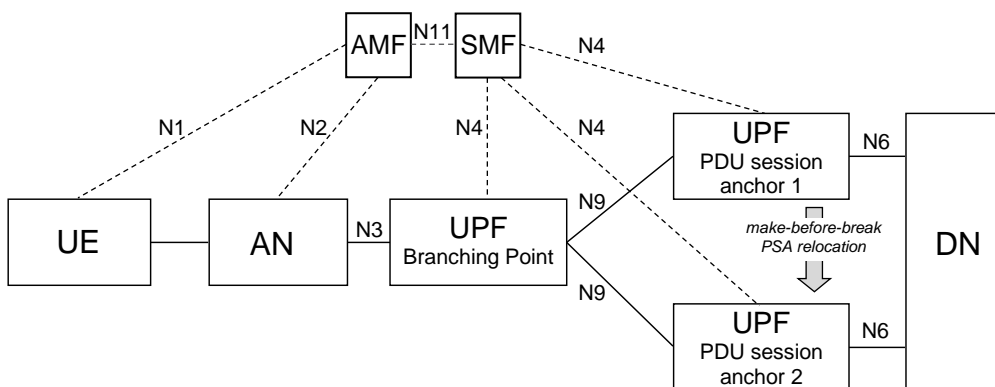 AMF
N11
SMF
N4
N1
N2
N4
N4
UPF
PDU session
anchor 1
N6
UE
AN
N3
UPF
Branching Point
N9
make-before-break
PSA relocation
DN
N9
UPF
PDU session
anchor 2
N6